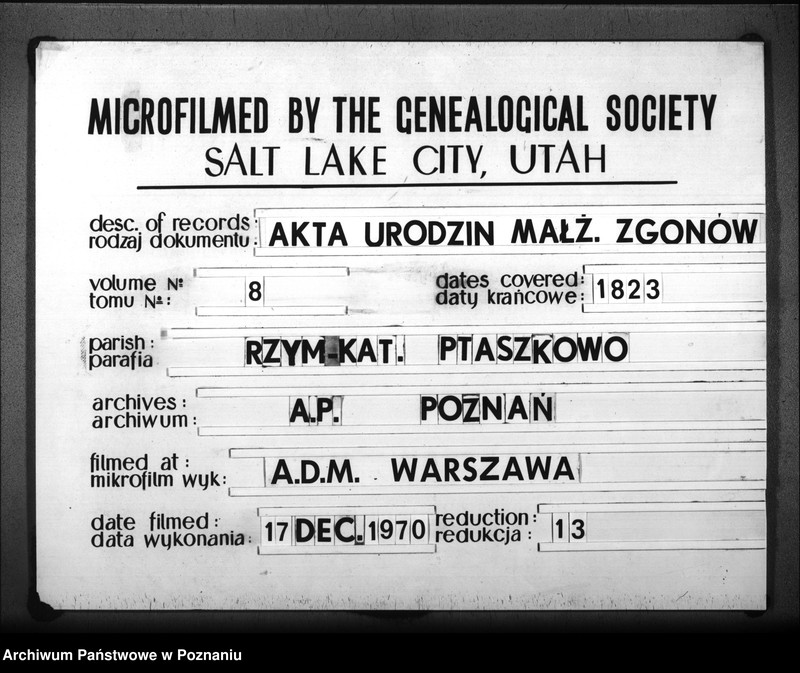 MICROFILMED BY THE GENEALOGICAL SOCIETY
SALT LAKE CITY, UTAH
desc. of records: AKTA URODZIN MAŁŻ. ZGONÓW
rodzaj dokumentu:
volume №: 8 dates covered: 1823
tomu №: daty krańcowe:
parish: RZYM-KAT. PTASZKOWO
parafia
archives: A.P. POZNAŃ
archiwum:
filmed at: A.D.M. WARSZAWA
mikrofilm wyk:
date filmed: 17 DEC. 1970 reduction: 13
data wykonania: redukcja:
Archiwum Państwowe w Poznaniu